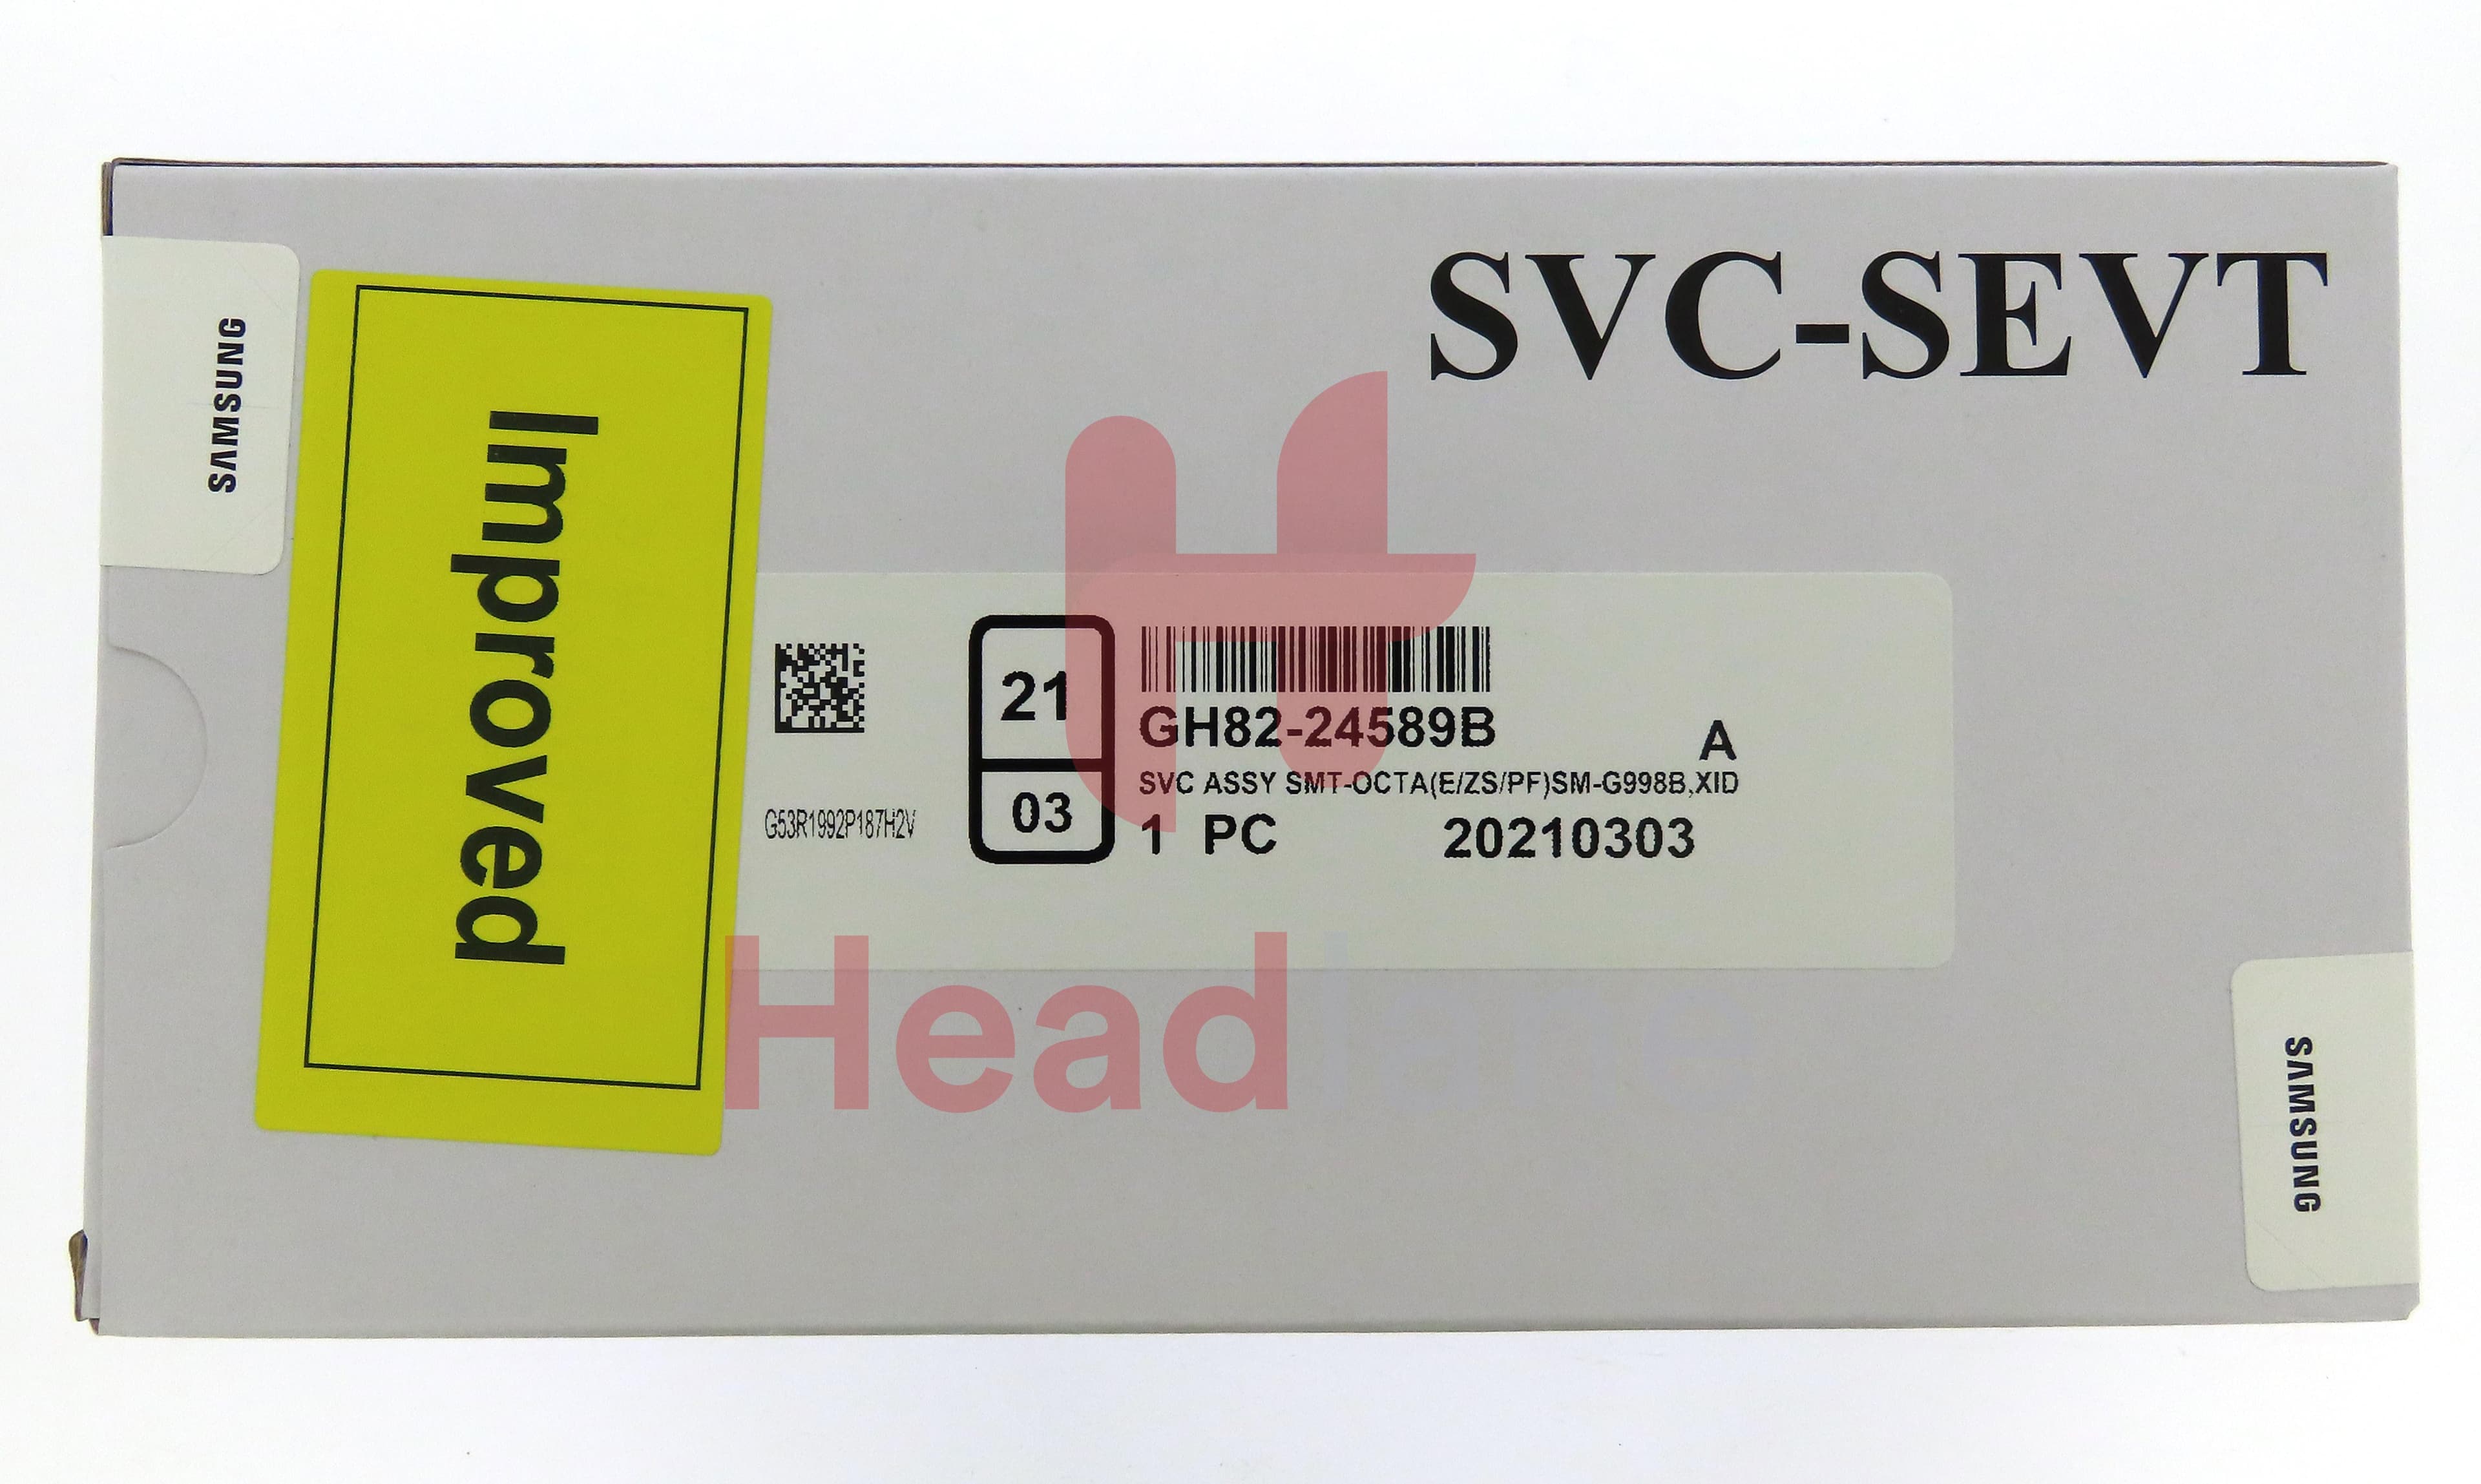 SVC-SEVT
SAMSUNG
Improved
21
03
GH82-24589B
A
SVC ASSY SMT-OCTA(E/ZS/PF)SM-G998B,XID
G53R1992P187H2V
1 PC 20210303
Head
SAMSUNG